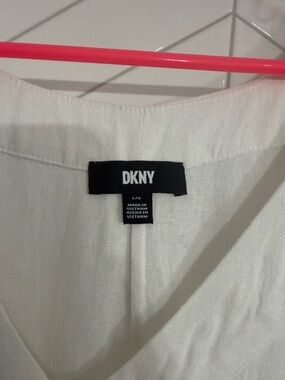 DKNY
L/G
MADE IN
VIETNAM
HECHO EN
VIETNAM